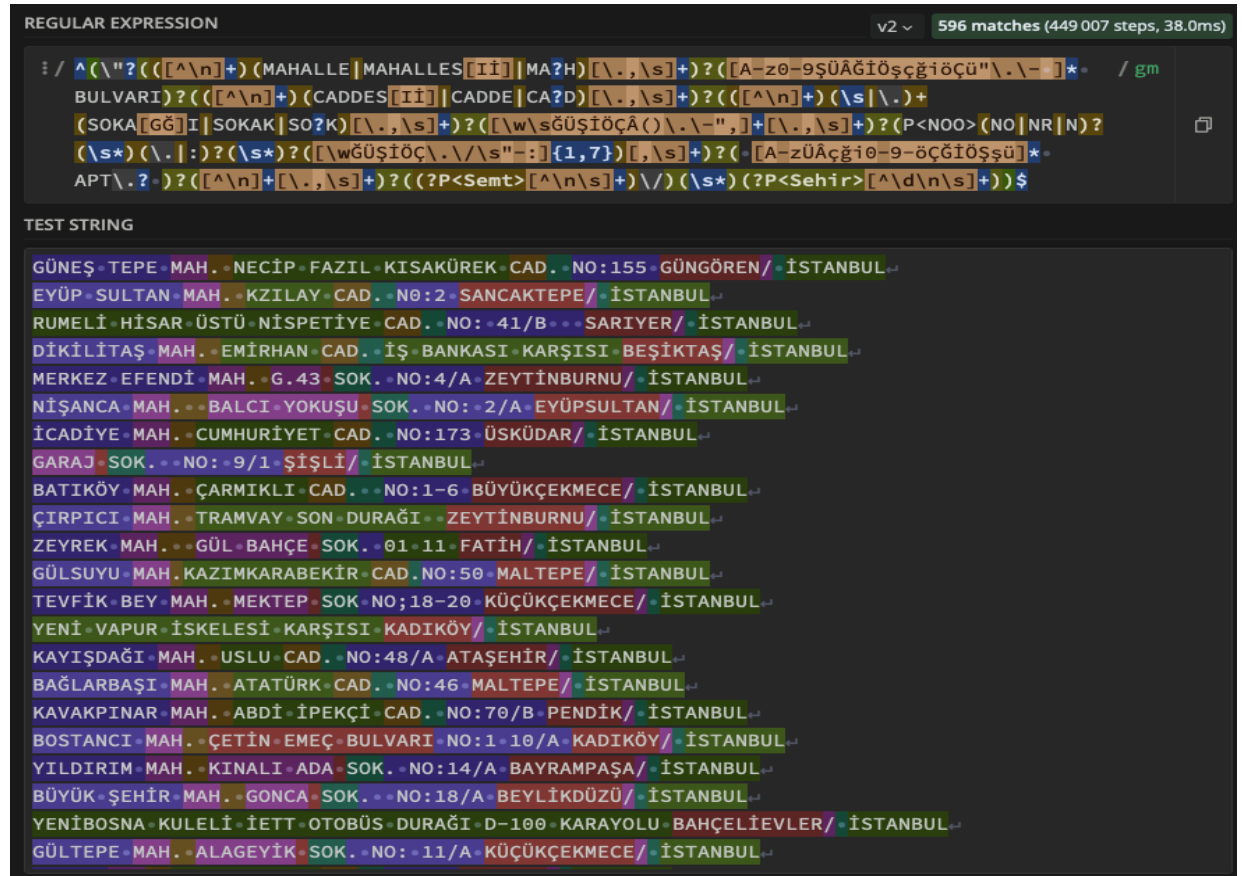 REGULAR EXPRESSION
v2 596 matches (449 007 steps, 38.0ms)
/ ^(\"?(([^\n]+)(MAHALLE|MAHALLES[Iİ]|MA?H)[\.,\s]+)?([A-z0-9ŞÜÂĞİÖşçğiöÇü"\.\- ]* / gm
BULVARI)?(([^\n]+)(CADDES[Iİ]|CADDE|CA?D)[\.,\s]+)?(([^\n]+)(\s|\.)+
(SOKA[GĞ]I|SOKAK|SO?K)[\.,\s]+)?([\w\sĞÜŞİÖÇÂ()\.\-",]+[\.,\s]+)?(P<NOO>(NO|NR|N)?
(\s*)(\.|:)?(\s*)?([\wĞÜŞİÖÇ\.\/\s"-:]{1,7})[,\s]+)?( [A-zÜÂçği0-9-öÇĞİÖŞşü]*
APT\.? )?([^\n]+[\.,\s]+)?((?P<Semt>[^\n\s]+)\/)(\s*)(?P<Sehir>[^\d\n\s]+))$
TEST STRING
GÜNEŞ TEPE MAH. NECİP FAZIL KISAKÜREK CAD. NO:155 GÜNGÖREN/ İSTANBUL
EYÜP SULTAN MAH. KZILAY CAD. N0:2 SANCAKTEPE/ İSTANBUL
RUMELİ HİSAR ÜSTÜ NİSPETİYE CAD. NO: 41/B   SARIYER/ İSTANBUL
DİKİLİTAŞ MAH. EMİRHAN CAD. İŞ BANKASI KARŞISI BEŞİKTAŞ/ İSTANBUL
MERKEZ EFENDİ MAH. G.43 SOK. NO:4/A ZEYTİNBURNU/ İSTANBUL
NİŞANCA MAH.  BALCI YOKUŞU SOK. NO: 2/A EYÜPSULTAN/ İSTANBUL
İCADİYE MAH. CUMHURİYET CAD. NO:173 ÜSKÜDAR/ İSTANBUL
GARAJ SOK.  NO: 9/1 ŞİŞLİ/ İSTANBUL
BATIKÖY MAH. ÇARMIKLI CAD.  NO:1-6 BÜYÜKÇEKMECE/ İSTANBUL
ÇIRPICI MAH. TRAMVAY SON DURAĞI  ZEYTİNBURNU/ İSTANBUL
ZEYREK MAH.  GÜL BAHÇE SOK. 01 11 FATİH/ İSTANBUL
GÜLSUYU MAH.KAZIMKARABEKİR CAD.NO:50 MALTEPE/ İSTANBUL
TEVFİK BEY MAH. MEKTEP SOK NO;18-20 KÜÇÜKÇEKMECE/ İSTANBUL
YENİ VAPUR İSKELESİ KARŞISI KADIKÖY/ İSTANBUL
KAYIŞDAĞI MAH. USLU CAD. NO:48/A ATAŞEHİR/ İSTANBUL
BAĞLARBAŞI MAH. ATATÜRK CAD. NO:46 MALTEPE/ İSTANBUL
KAVAKPINAR MAH. ABDİ İPEKÇİ CAD. NO:70/B PENDİK/ İSTANBUL
BOSTANCI MAH. ÇETİN EMEÇ BULVARI NO:1 10/A KADIKÖY/ İSTANBUL
YILDIRIM MAH. KINALI ADA SOK. NO:14/A BAYRAMPAŞA/ İSTANBUL
BÜYÜK ŞEHİR MAH. GONCA SOK.  NO:18/A BEYLİKDÜZÜ/ İSTANBUL
YENİBOSNA KULELİ İETT OTOBÜS DURAĞI D-100 KARAYOLU BAHÇELİEVLER/ İSTANBUL
GÜLTEPE MAH. ALAGEYİK SOK. NO: 11/A KÜÇÜKÇEKMECE/ İSTANBUL